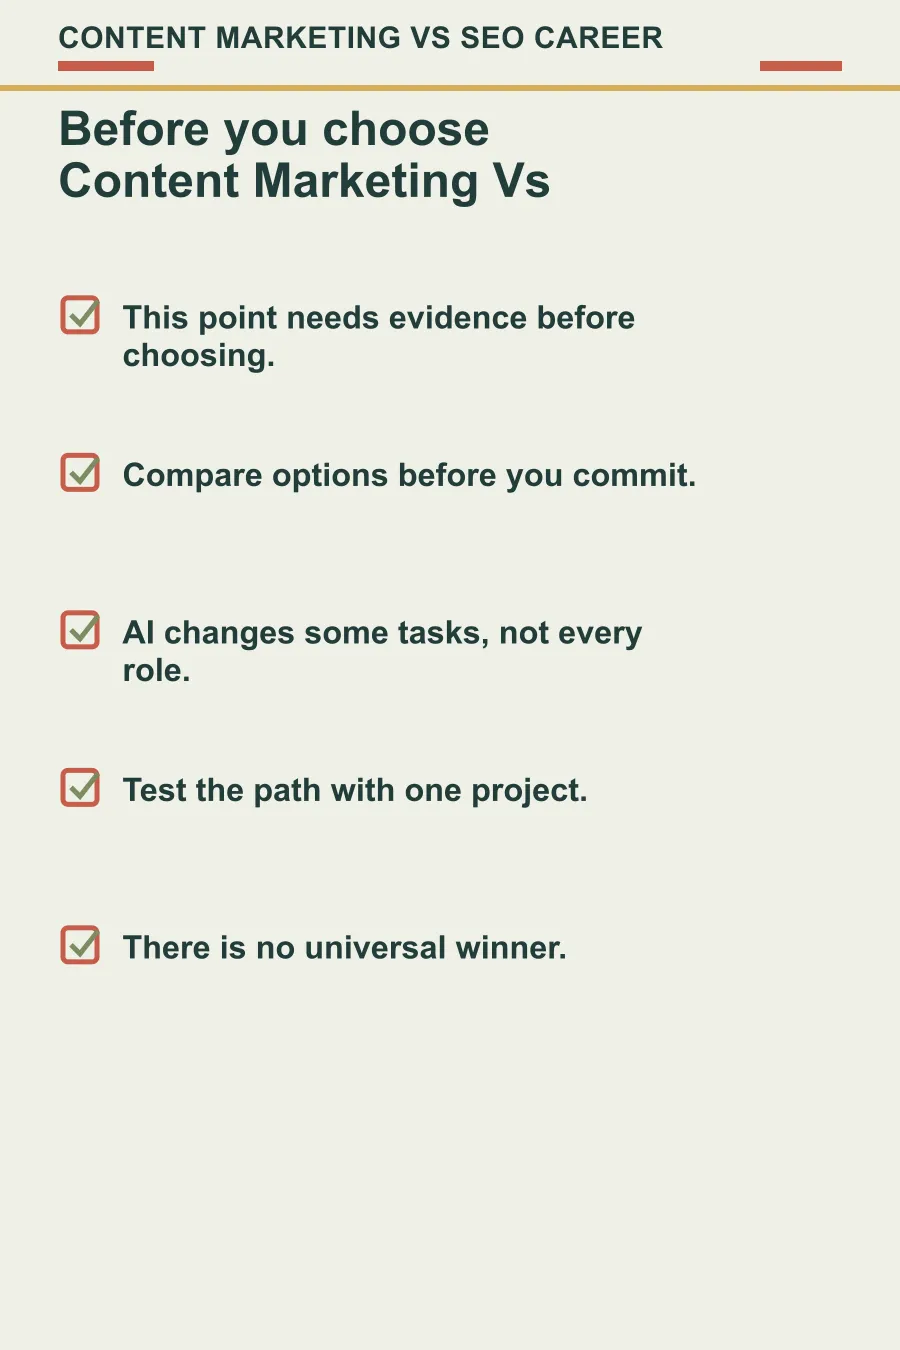 CONTENT MARKETING VS SEO CAREER
Before you choose
Content Marketing Vs
This point needs evidence before
choosing.
Compare options before you commit.
AI changes some tasks, not every
role.
Test the path with one project.
There is no universal winner.